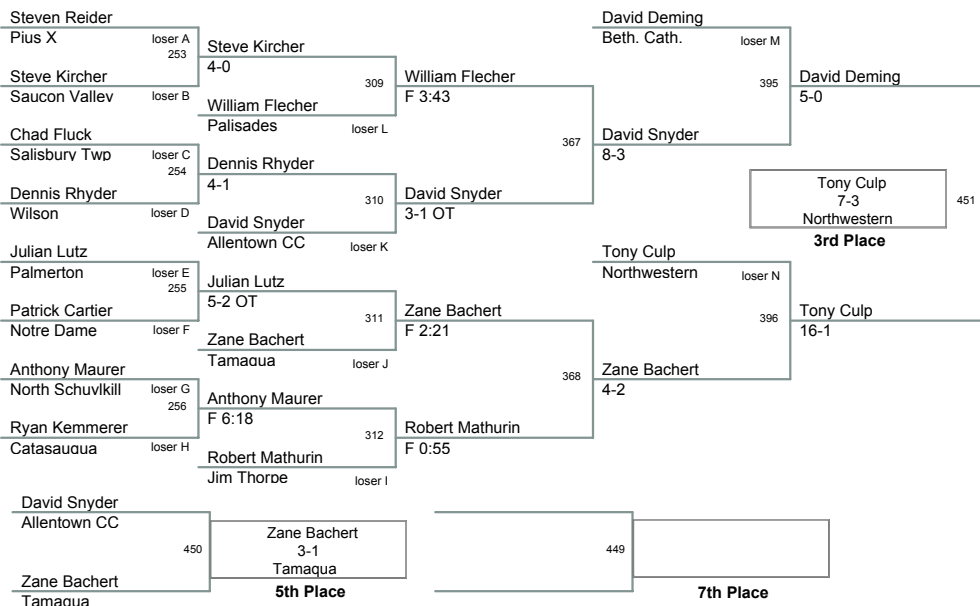 Steven Reider
Pius X
loser A
253
Steve Kircher
Saucon Valley
loser B
Chad Fluck
Salisbury Twp
loser C
254
Dennis Rhyder
Wilson
loser D
Julian Lutz
Palmerton
loser E
255
Patrick Cartier
Notre Dame
loser F
Anthony Maurer
North Schuylkill
loser G
256
Ryan Kemmerer
Catasauqua
loser H
Steve Kircher
4-0
309
William Flecher
Palisades
loser L
Dennis Rhyder
4-1
310
David Snyder
Allentown CC
loser K
Julian Lutz
5-2 OT
311
Zane Bachert
Tamaqua
loser J
Anthony Maurer
F 6:18
312
Robert Mathurin
Jim Thorpe
loser I
William Flecher
F 3:43
367
David Snyder
3-1 OT
Zane Bachert
F 2:21
368
Robert Mathurin
F 0:55
David Deming
Beth. Cath.
loser M
395
David Snyder
8-3
Tony Culp
Northwestern
loser N
396
Zane Bachert
4-2
David Deming
5-0
Tony Culp
7-3
Northwestern
451
3rd Place
Tony Culp
16-1
David Snyder
Allentown CC
450
Zane Bachert
Tamaqua
Zane Bachert
3-1
Tamaqua
5th Place
449
7th Place